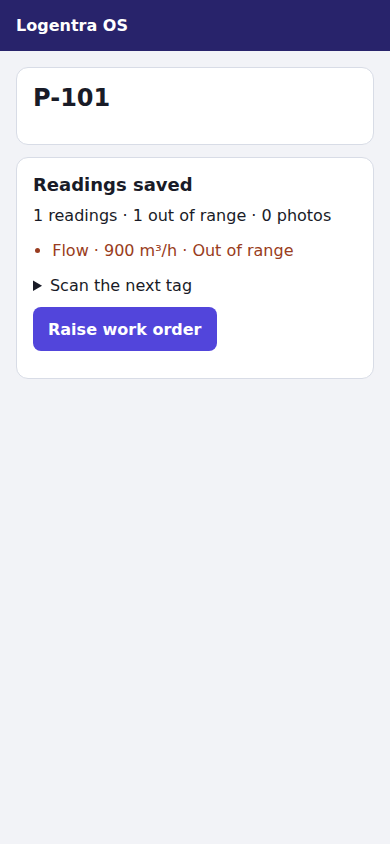 Logentra OS
P-101
Readings saved
1 readings · 1 out of range · 0 photos
• Flow · 900 m³/h · Out of range
▶ Scan the next tag
Raise work order